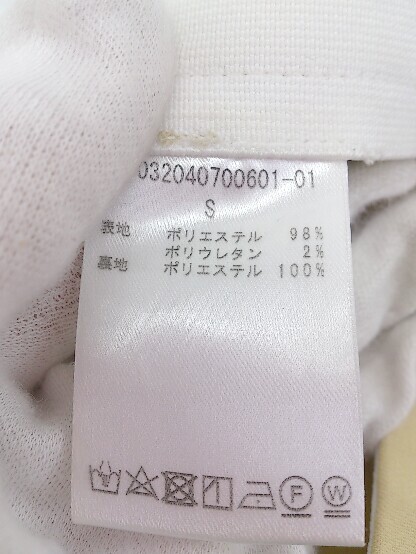 032040700601-01
S
表地 ポリエステル 98%
ポリウレタン 2%
裏地 ポリエステル 100%
F W